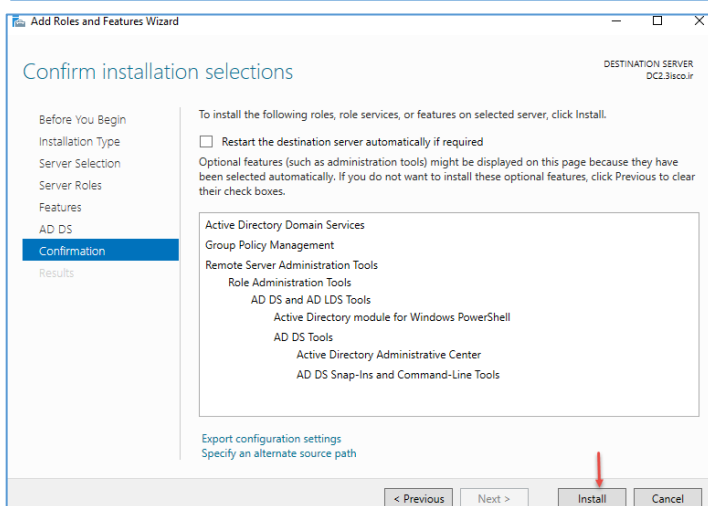 Add Roles and Features Wizard
Confirm installation selections
DESTINATION SERVER
DC2.3isco.ir
Before You Begin
Installation Type
Server Selection
Server Roles
Features
AD DS
Confirmation
Results
To install the following roles, role services, or features on selected server, click Install.
Restart the destination server automatically if required
Optional features (such as administration tools) might be displayed on this page because they have
been selected automatically. If you do not want to install these optional features, click Previous to clear
their check boxes.
Active Directory Domain Services
Group Policy Management
Remote Server Administration Tools
Role Administration Tools
AD DS and AD LDS Tools
Active Directory module for Windows PowerShell
AD DS Tools
Active Directory Administrative Center
AD DS Snap-Ins and Command-Line Tools
Export configuration settings
Specify an alternate source path
< Previous
Next >
Install
Cancel